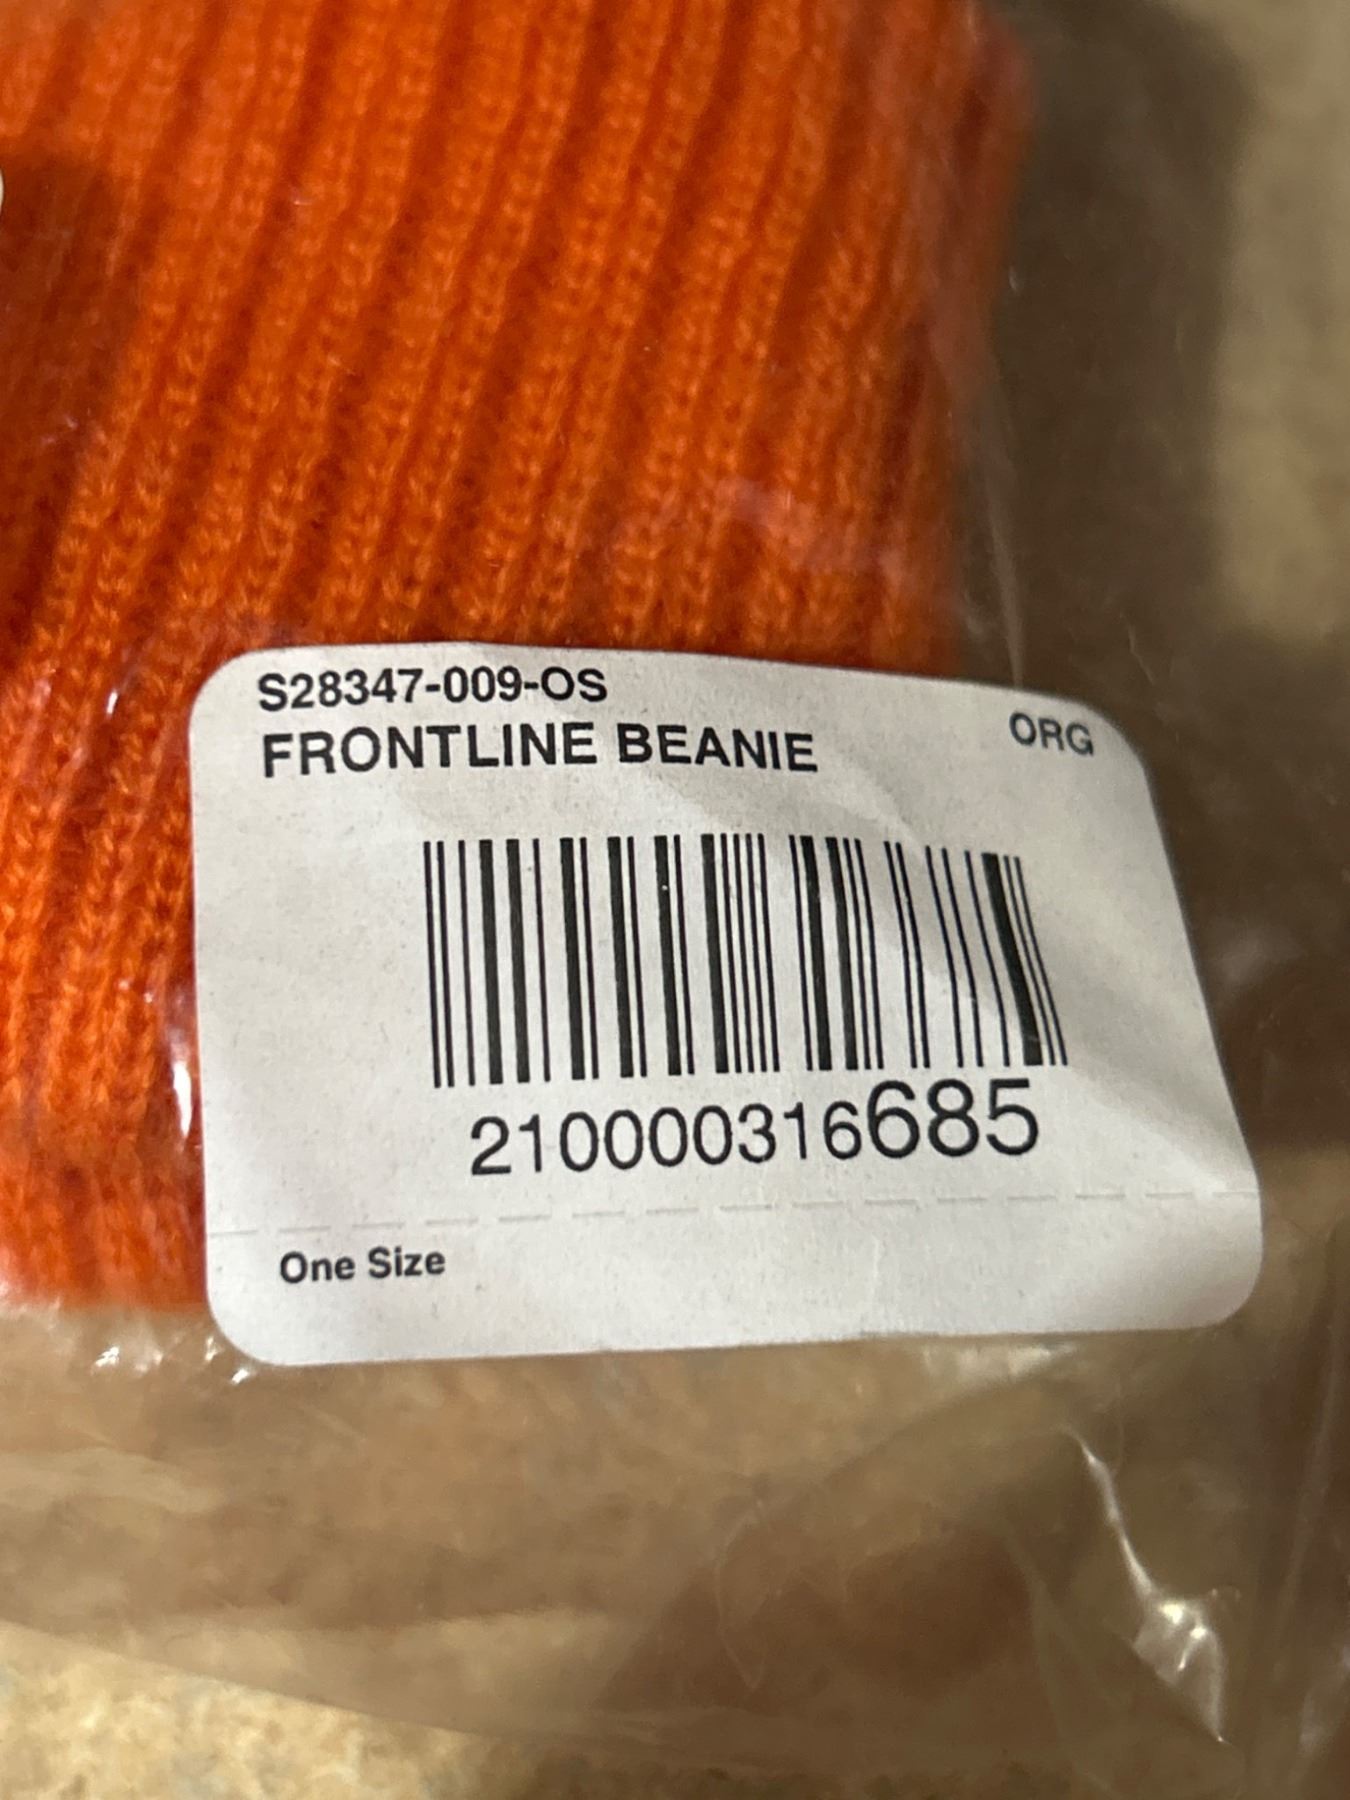 S28347-009-OS
FRONTLINE BEANIE
ORG
210000316685
One Size